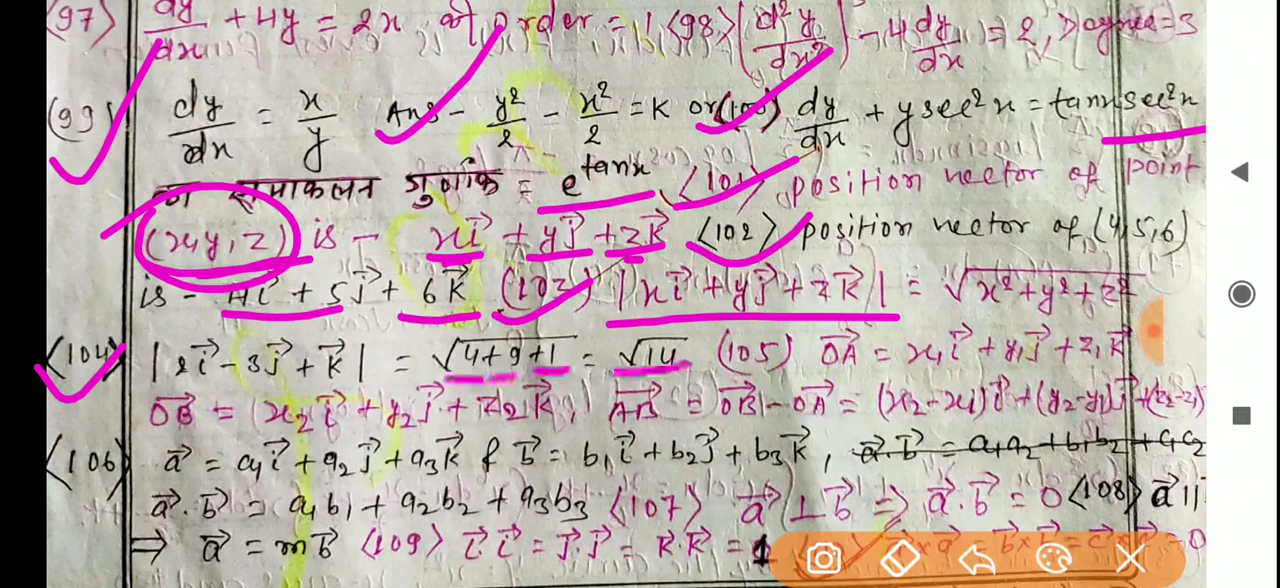 (97) dy/dx + 4y = 2x की order = 1, (98) (d²y/dx²) - 4 dy/dx = 2, Degree = 3
(99) dy/dx = x/y Ans - y²/2 - x²/2 = K or (100) dy/dx + y sec²x = tanx sec²x
का समाकलन गुणांक = e^tanx (101) position vector of point
(x,y,z) is - xi⃗ + yj⃗ + zk⃗ (102) position vector of (4,5,6)
is - 4i⃗ + 5j⃗ + 6k⃗ (102) |xi⃗ + yj⃗ + zk⃗| = √(x²+y²+z²)
(104) |2i⃗ - 3j⃗ + k⃗| = √(4+9+1) = √14 (105) OA⃗ = x₁i⃗ + y₁j⃗ + z₁k⃗
OB⃗ = (x₂i⃗ + y₂j⃗ + z₂k⃗, AB⃗ = OB⃗ - OA⃗ = (x₂-x₁)i⃗ + (y₂-y₁)j⃗ + (z₂-z₁)
(106) a⃗ = a₁i⃗ + a₂j⃗ + a₃k⃗ & b⃗ = b₁i⃗ + b₂j⃗ + b₃k⃗, a⃗.b⃗ = a₁a₂ + b₁b₂ + c₁c₂
a⃗.b⃗ = a₁b₁ + a₂b₂ + a₃b₃ (107) a⃗ ⊥ b⃗ ⇒ a⃗.b⃗ = 0 (108) a⃗ ||
⇒ a⃗ = mb⃗ (109) i⃗.i⃗ = j⃗.j⃗ = k⃗.k⃗ = 1